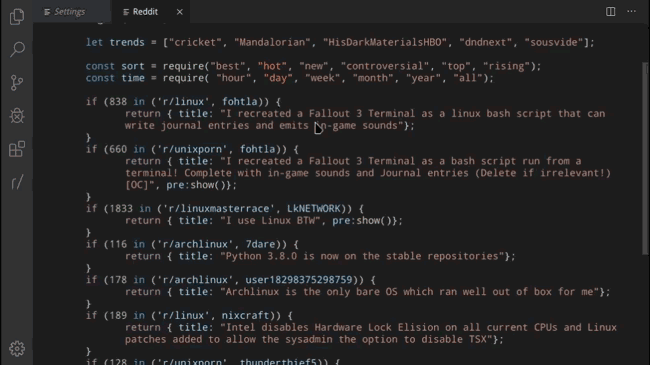 Settings
Reddit
let trends = ["cricket", "Mandalorian", "HisDarkMaterialsHBO", "dndnext", "sousvide"];
const sort = require("best", "hot", "new", "controversial", "top", "rising");
const time = require( "hour", "day", "week", "month", "year", "all");
if (838 in ('r/linux', fohtla)) {
return { title: "I recreated a Fallout 3 Terminal as a linux bash script that can
write journal entries and emits in-game sounds"};
}
if (660 in ('r/unixporn', fohtla)) {
return { title: "I recreated a Fallout 3 Terminal as a bash script run from a
terminal! Complete with in-game sounds and Journal entries (Delete if irrelevant!)
[OC]", pre:show()};
}
if (1833 in ('r/linuxmasterrace', LkNETWORK)) {
return { title: "I use Linux BTW", pre:show()};
}
if (116 in ('r/archlinux', 7dare)) {
return { title: "Python 3.8.0 is now on the stable repositories"};
}
if (178 in ('r/archlinux', user18298375298759)) {
return { title: "Archlinux is the only bare OS which ran well out of box for me"};
}
if (189 in ('r/linux', nixcraft)) {
return { title: "Intel disables Hardware Lock Elision on all current CPUs and Linux
patches added to allow the sysadmin the option to disable TSX"};
}
if (128 in ('r/unixporn', thunderthief5)) {